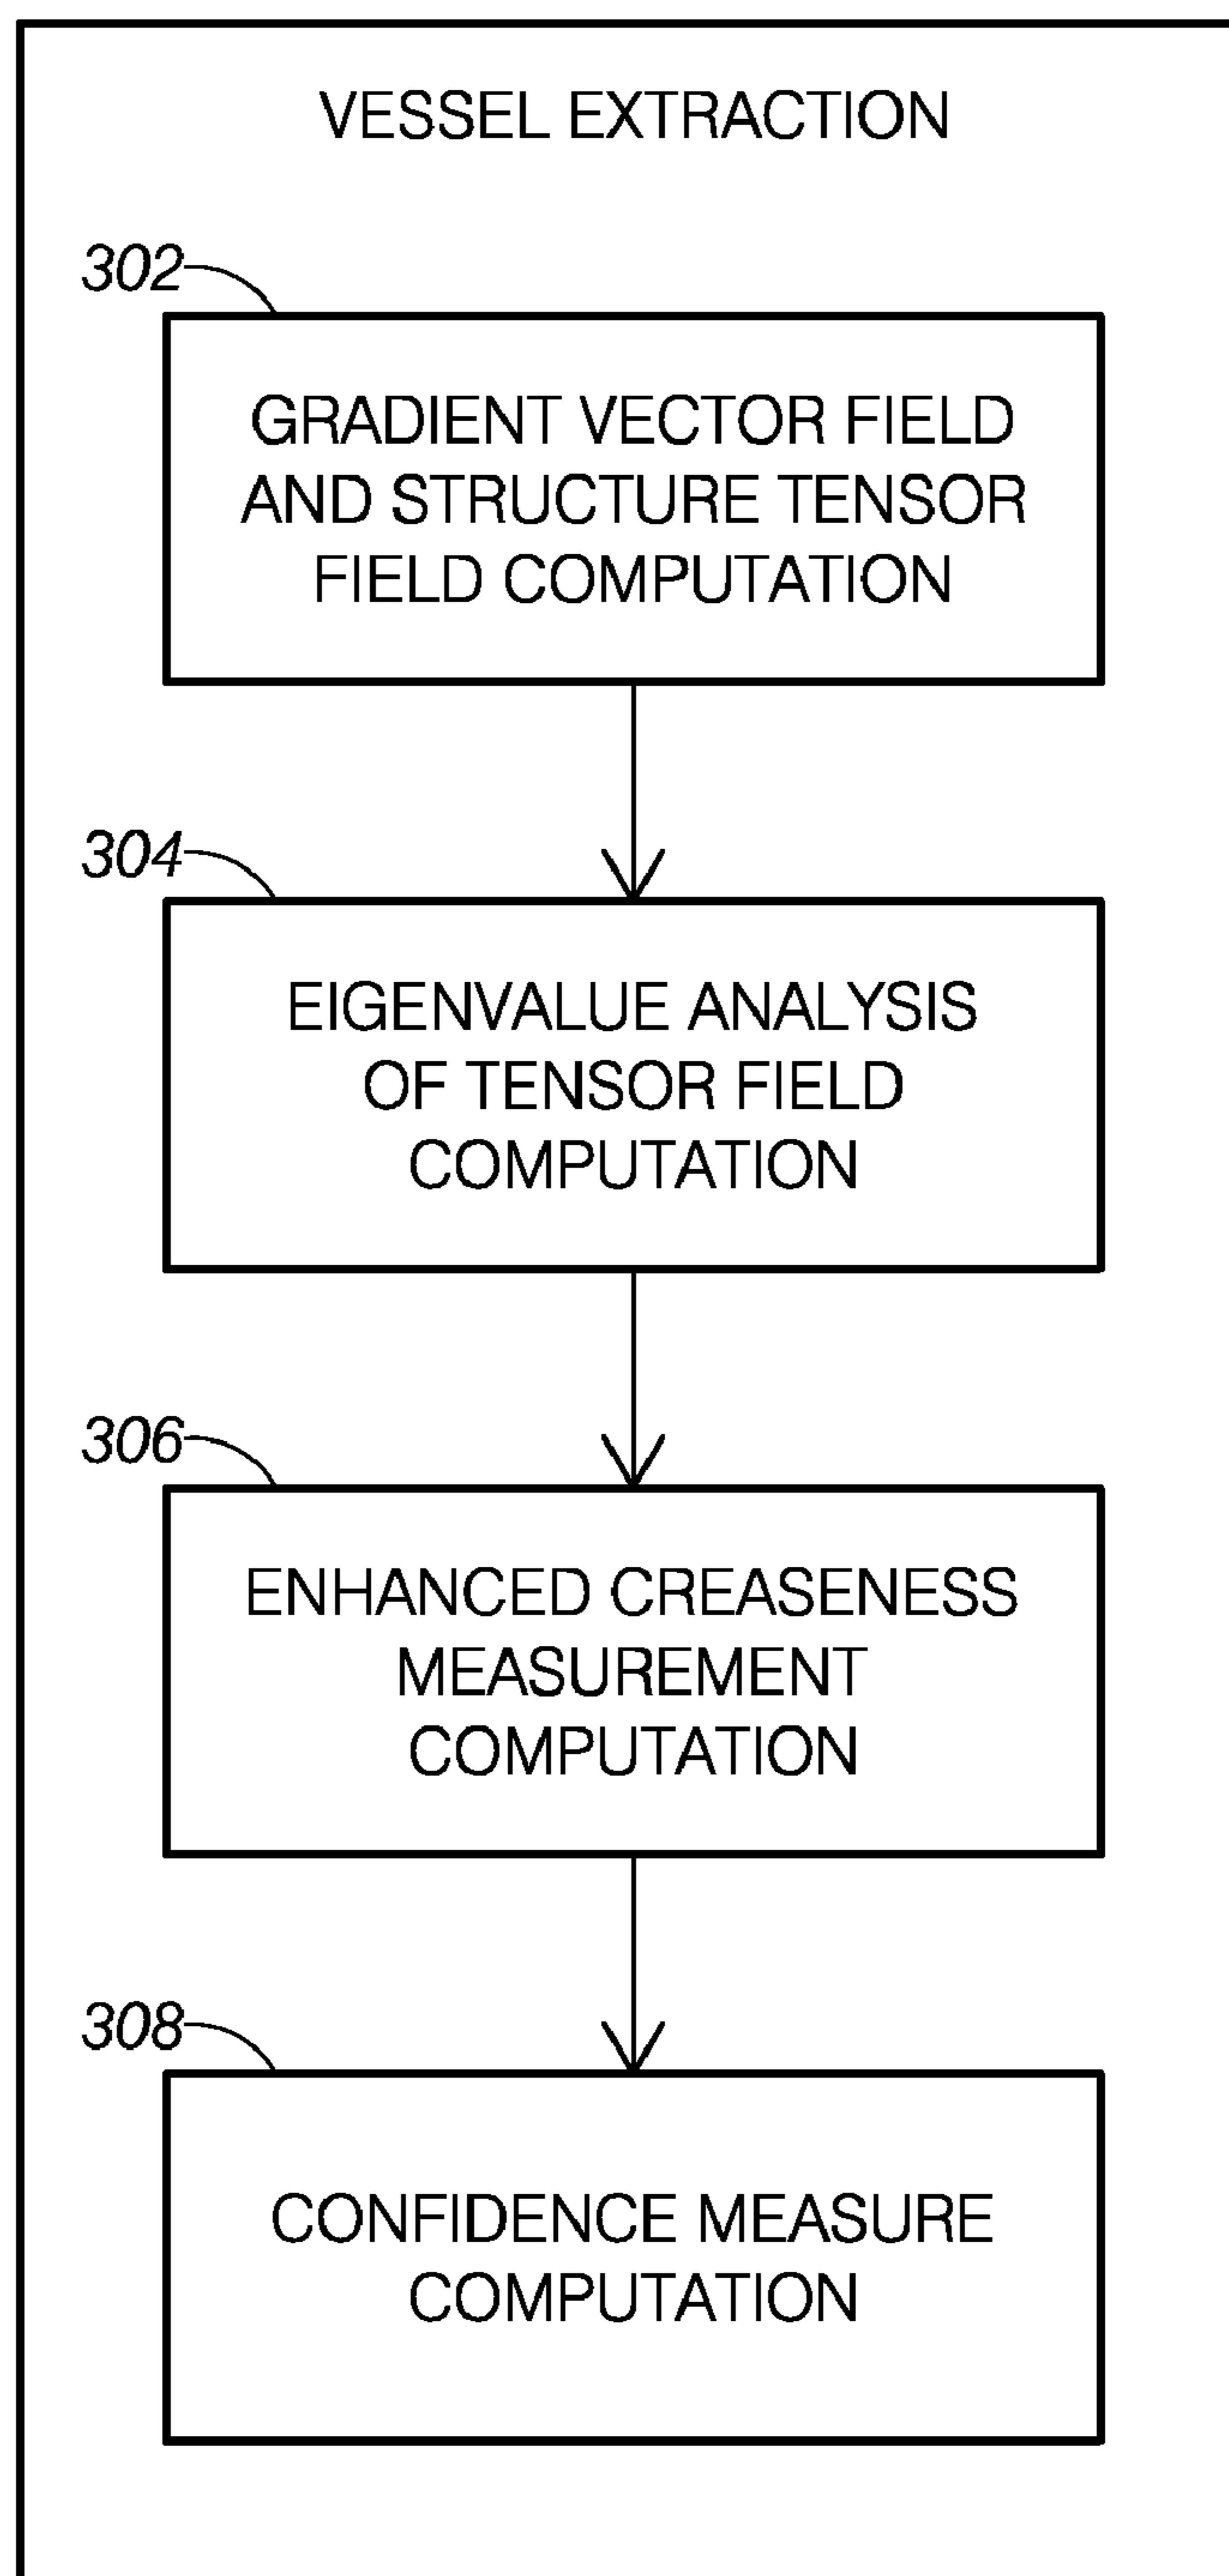 VESSEL EXTRACTION
302
GRADIENT VECTOR FIELD
AND STRUCTURE TENSOR
FIELD COMPUTATION
304
EIGENVALUE ANALYSIS
OF TENSOR FIELD
COMPUTATION
306
ENHANCED CREASENESS
MEASUREMENT
COMPUTATION
308
CONFIDENCE MEASURE
COMPUTATION